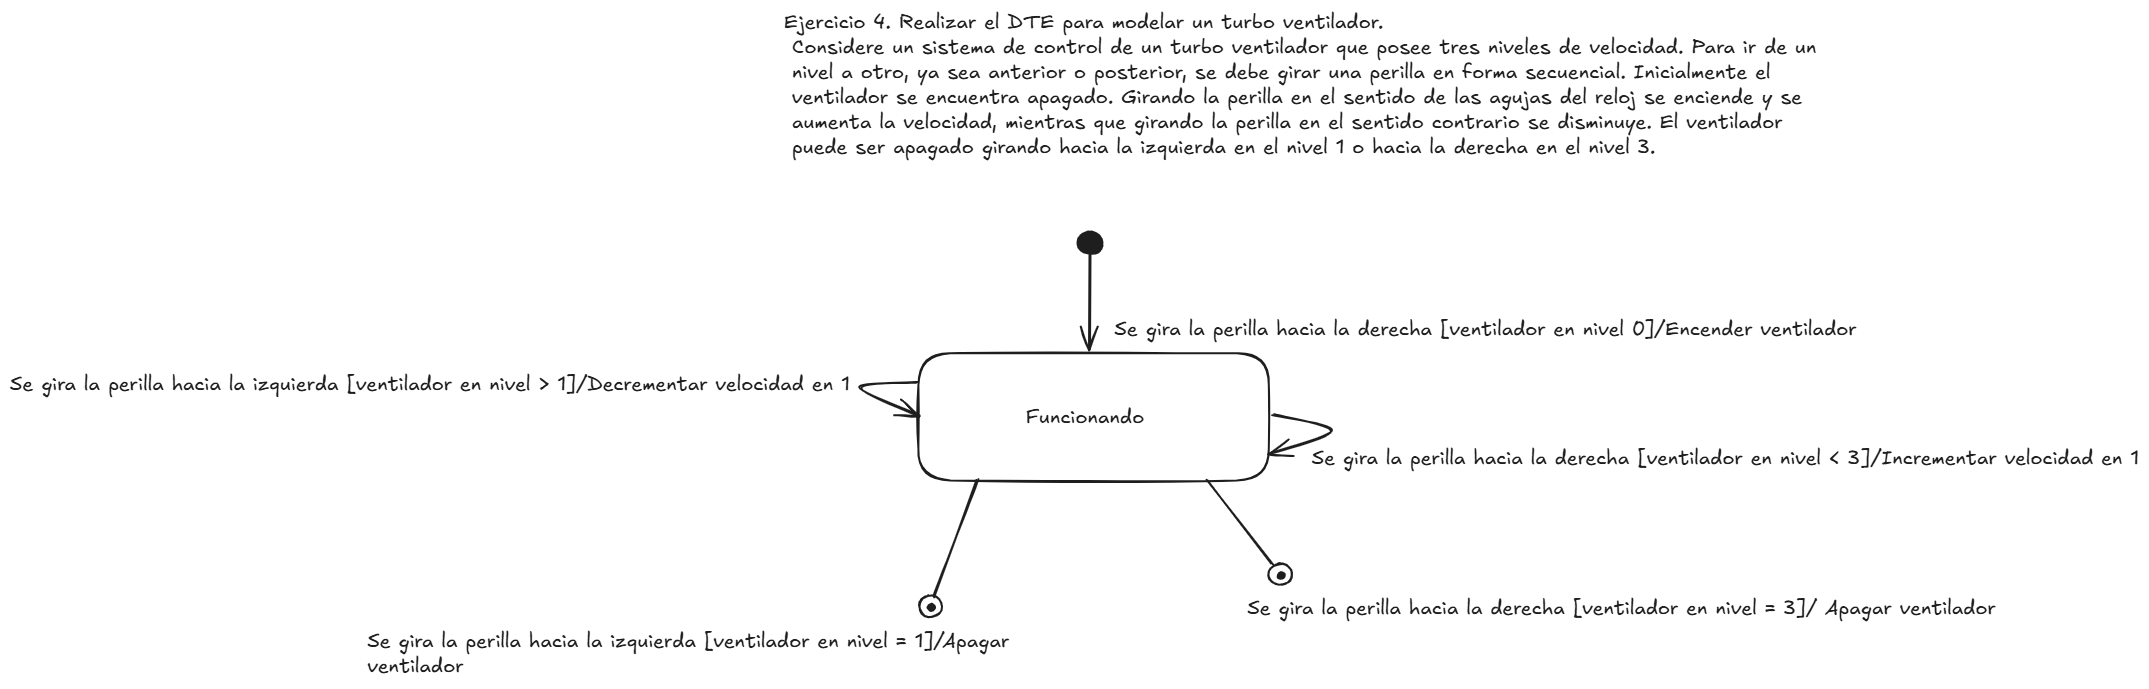 Ejercicio 4. Realizar el DTE para modelar un turbo ventilador.
Considere un sistema de control de un turbo ventilador que posee tres niveles de velocidad. Para ir de un
nivel a otro, ya sea anterior o posterior, se debe girar una perilla en forma secuencial. Inicialmente el
ventilador se encuentra apagado. Girando la perilla en el sentido de las agujas del reloj se enciende y se
aumenta la velocidad, mientras que girando la perilla en el sentido contrario se disminuye. El ventilador
puede ser apagado girando hacia la izquierda en el nivel 1 o hacia la derecha en el nivel 3.
Se gira la perilla hacia la derecha [ventilador en nivel 0]/Encender ventilador
Se gira la perilla hacia la izquierda [ventilador en nivel > 1]/Decrementar velocidad en 1
Funcionando
Se gira la perilla hacia la derecha [ventilador en nivel < 3]/Incrementar velocidad en 1
Se gira la perilla hacia la derecha [ventilador en nivel = 3]/ Apagar ventilador
Se gira la perilla hacia la izquierda [ventilador en nivel = 1]/Apagar
ventilador